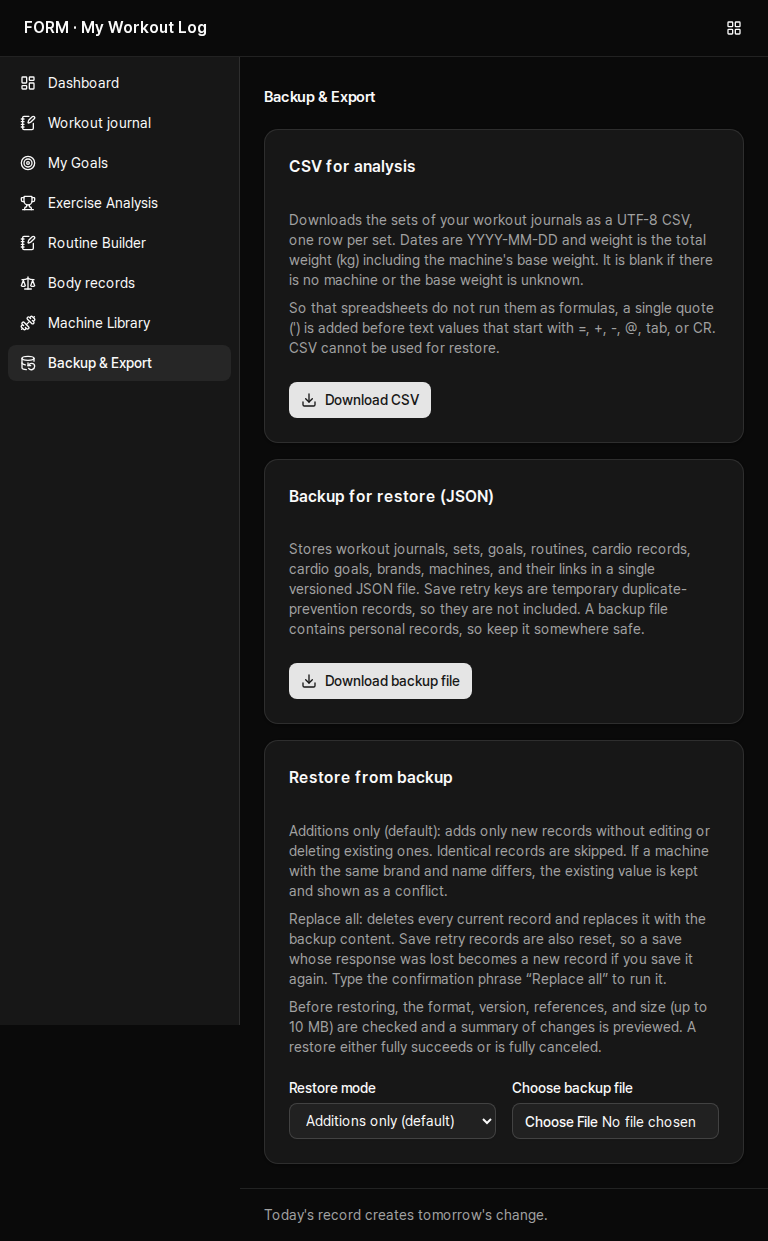 FORM · My Workout Log
Dashboard
Workout journal
My Goals
Exercise Analysis
Routine Builder
Body records
Machine Library
Backup & Export
Backup & Export
CSV for analysis
Downloads the sets of your workout journals as a UTF-8 CSV,
one row per set. Dates are YYYY-MM-DD and weight is the total
weight (kg) including the machine's base weight. It is blank if there
is no machine or the base weight is unknown.
So that spreadsheets do not run them as formulas, a single quote
(') is added before text values that start with =, +, -, @, tab, or CR.
CSV cannot be used for restore.
Download CSV
Backup for restore (JSON)
Stores workout journals, sets, goals, routines, cardio records,
cardio goals, brands, machines, and their links in a single
versioned JSON file. Save retry keys are temporary duplicate-
prevention records, so they are not included. A backup file
contains personal records, so keep it somewhere safe.
Download backup file
Restore from backup
Additions only (default): adds only new records without editing or
deleting existing ones. Identical records are skipped. If a machine
with the same brand and name differs, the existing value is kept
and shown as a conflict.
Replace all: deletes every current record and replaces it with the
backup content. Save retry records are also reset, so a save
whose response was lost becomes a new record if you save it
again. Type the confirmation phrase “Replace all” to run it.
Before restoring, the format, version, references, and size (up to
10 MB) are checked and a summary of changes is previewed. A
restore either fully succeeds or is fully canceled.
Restore mode
Choose backup file
Additions only (default)
Choose File No file chosen
Today's record creates tomorrow's change.